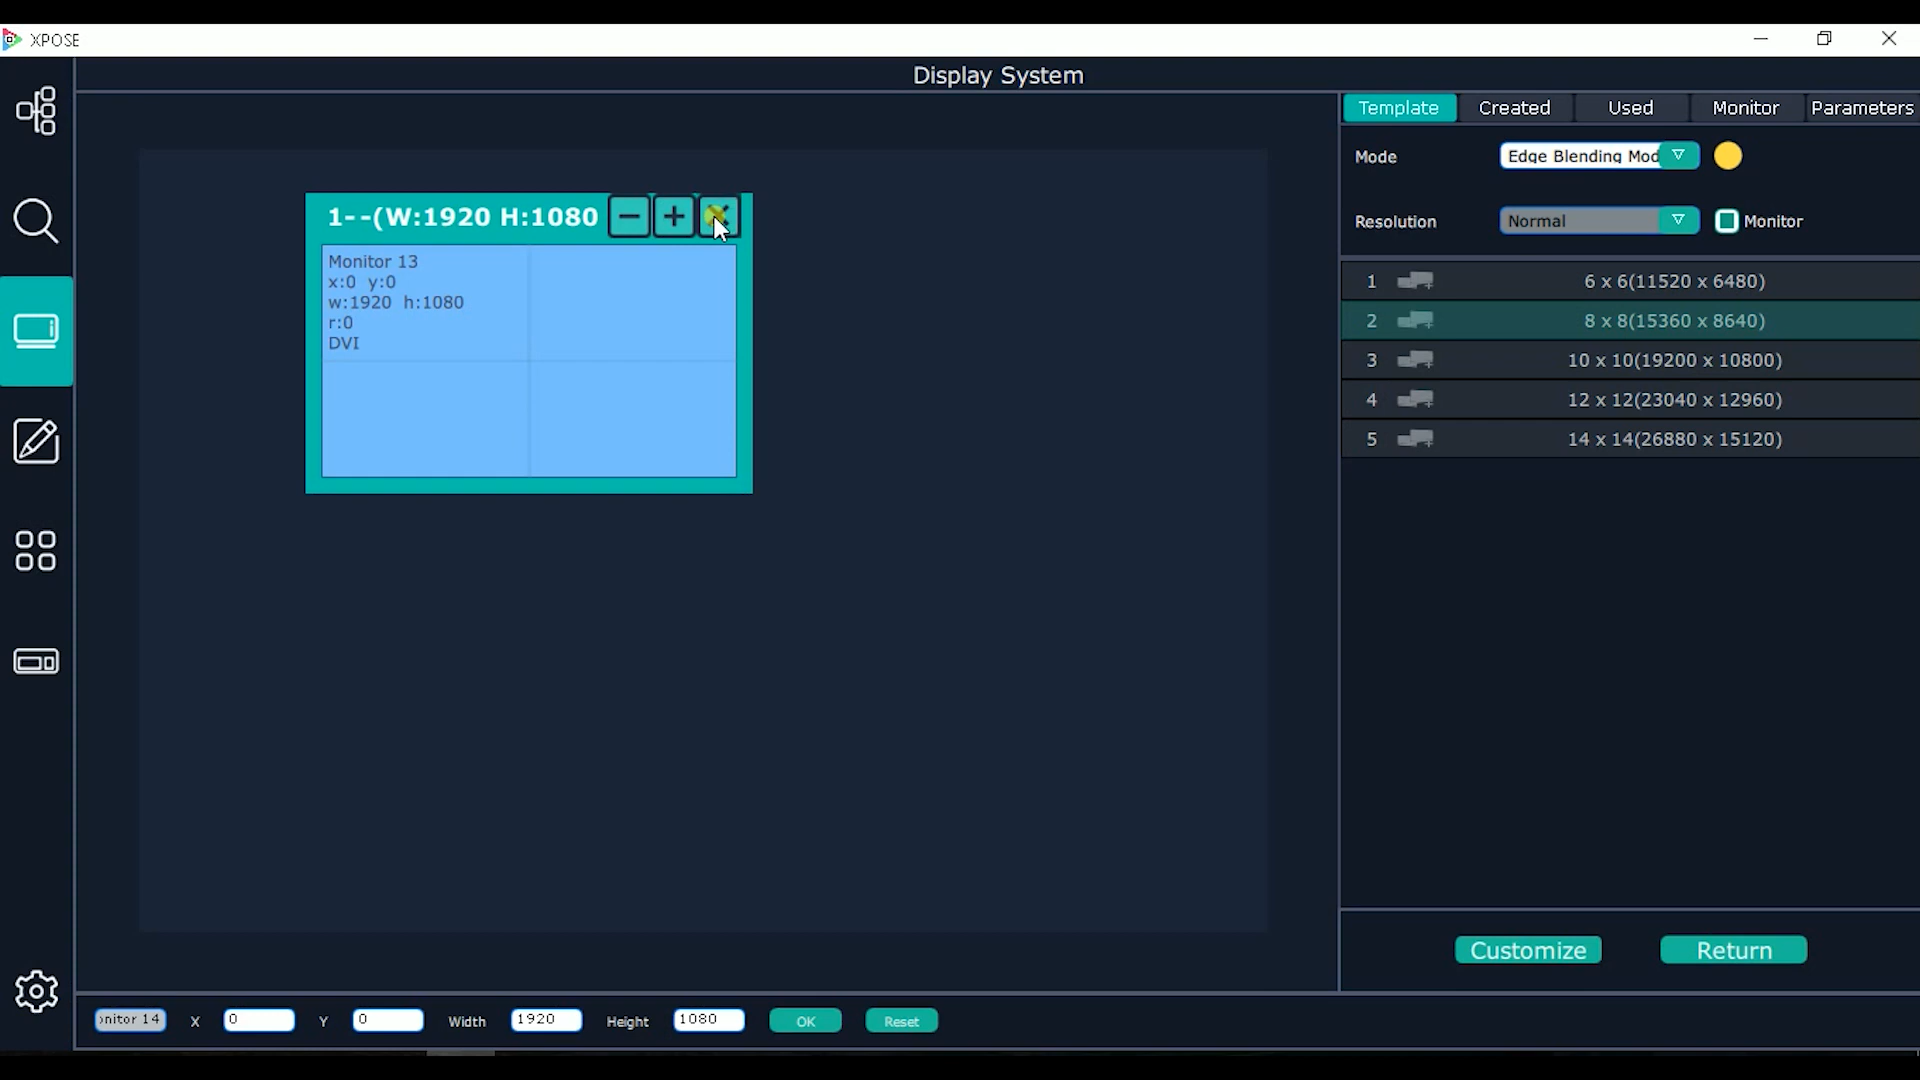 XPOSE
Display System
Template Created Used Monitor Parameters
Mode Edge Blending Mod
Resolution Normal Monitor
1--(W:1920 H:1080
Monitor 13
x:0 y:0
w:1920 h:1080
r:0
DVI
1 6 x 6(11520 x 6480)
2 8 x 8(15360 x 8640)
3 10 x 10(19200 x 10800)
4 12 x 12(23040 x 12960)
5 14 x 14(26880 x 15120)
Customize Return
onitor 14 X 0 Y 0 Width 1920 Height 1080 OK Reset